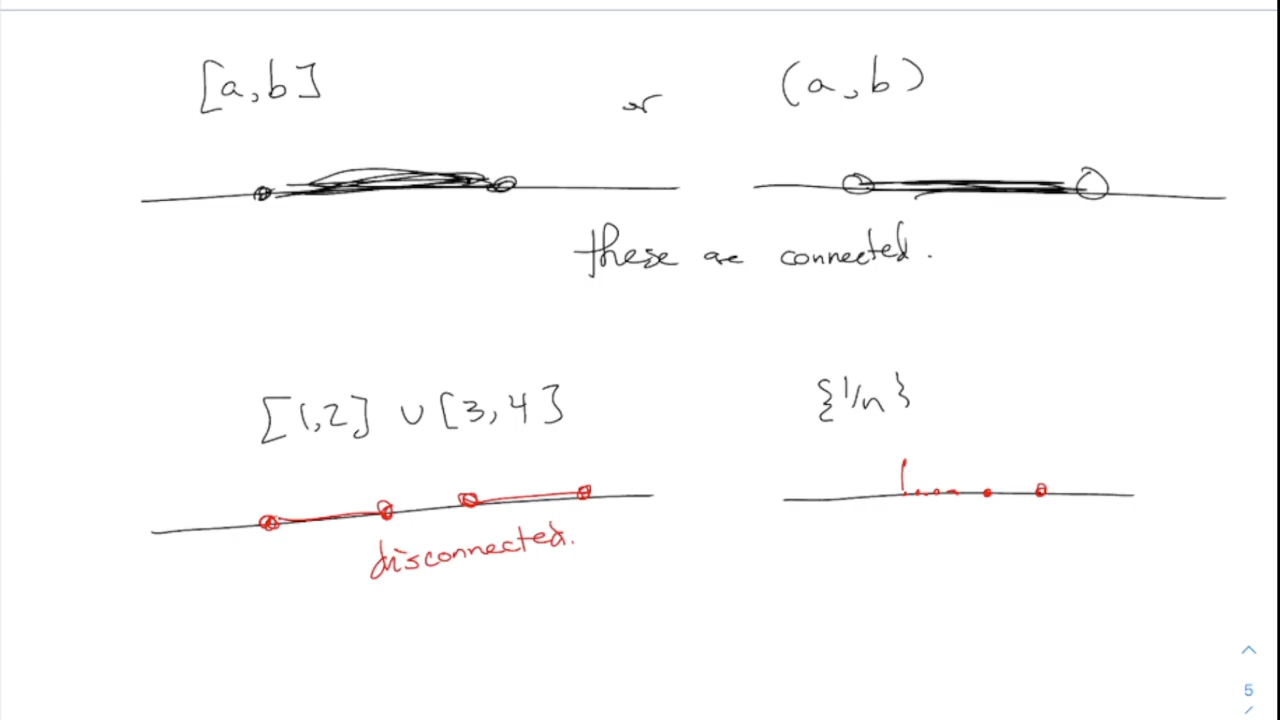 [a,b] or (a,b)
these are connected.
[1,2] ∪ [3,4] {1/n}
disconnected.
5